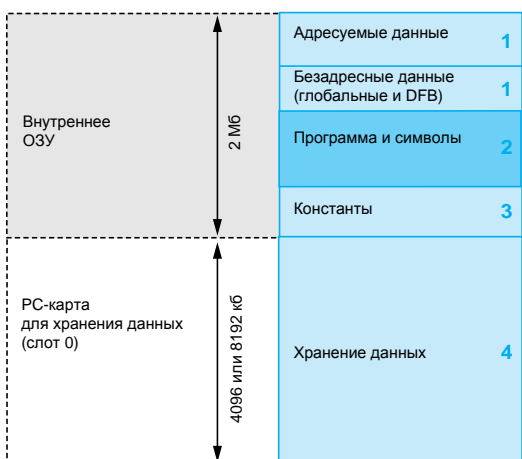 Адресуемые данные 1
Безадресные данные
(глобальные и DFB) 1
Внутреннее
ОЗУ
2 Мб
Программа и символы 2
Константы 3
PC-карта
для хранения данных
(слот 0)
4096 или 8192 кб
Хранение данных 4